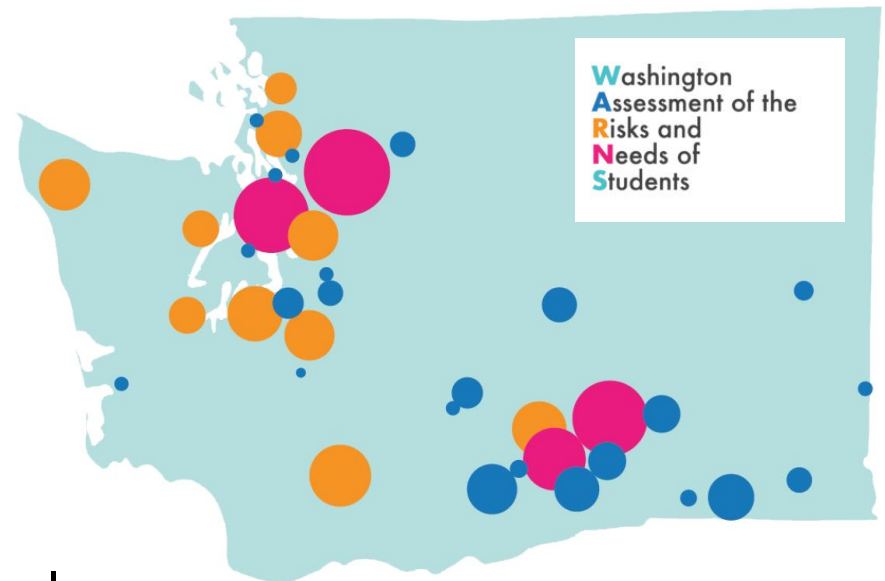 Washington
Assessment of the
Risks and
Needs of
Students